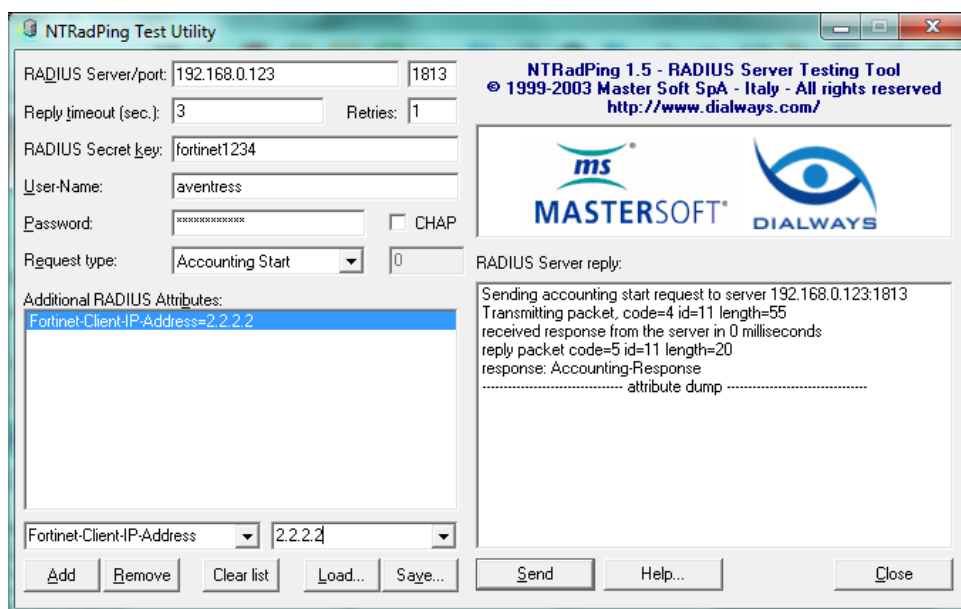 NTRadPing Test Utility
RADIUS Server/port: 192.168.0.123 1813
Reply timeout (sec.): 3 Retries: 1
RADIUS Secret key: fortinet1234
User-Name: aventress
Password: ************ CHAP
Request type: Accounting Start 0
Additional RADIUS Attributes:
Fortinet-Client-IP-Address=2.2.2.2
Fortinet-Client-IP-Address 2.2.2.2
Add Remove Clear list Load... Save...
NTRadPing 1.5 - RADIUS Server Testing Tool
© 1999-2003 Master Soft SpA - Italy - All rights reserved
http://www.dialways.com/
ms
MASTERSOFT
DIALWAYS
RADIUS Server reply:
Sending accounting start request to server 192.168.0.123:1813
Transmitting packet, code=4 id=11 length=55
received response from the server in 0 milliseconds
reply packet code=5 id=11 length=20
response: Accounting-Response
-------------------------------- attribute dump --------------------------------
Send Help... Close